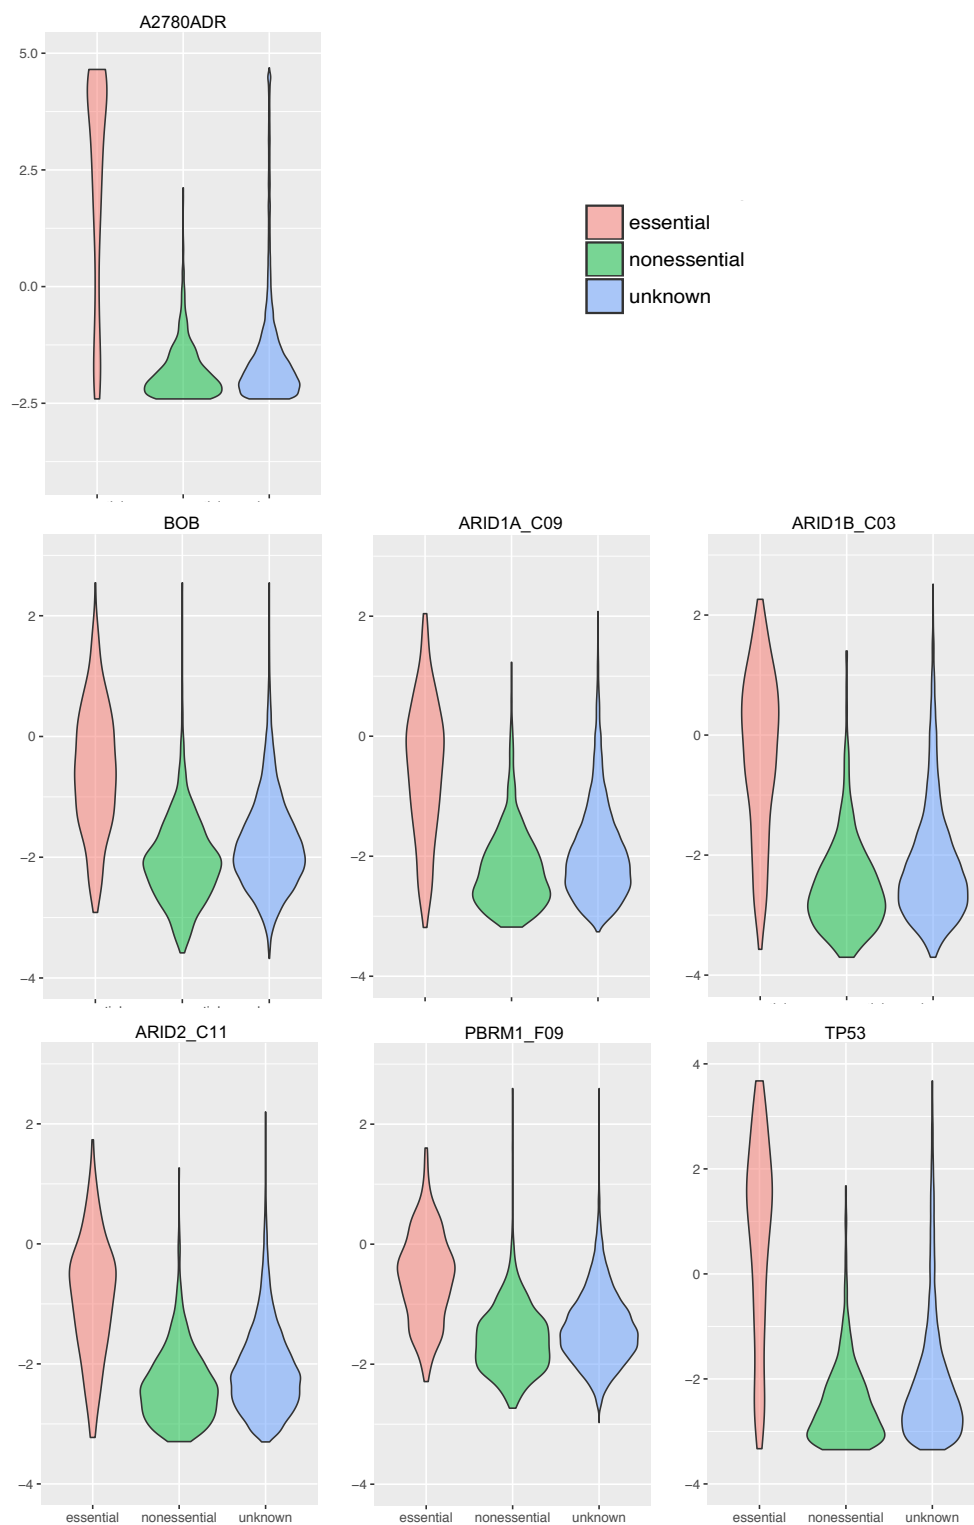 A2780ADR
5.0
2.5
0.0
−2.5
essential
nonessential
unknown
BOB
ARID1A_C09
ARID1B_C03
2
0
−2
−4
2
0
−2
−4
2
0
−2
−4
ARID2_C11
PBRM1_F09
TP53
2
0
−2
−4
2
0
−2
−4
4
2
0
−2
−4
essential nonessential unknown
essential nonessential unknown
essential nonessential unknown